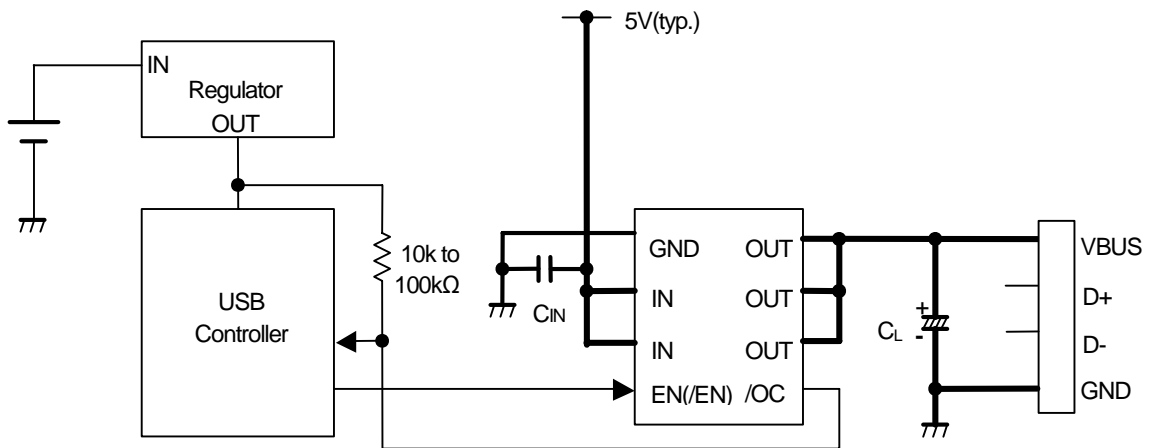 5V(typ.)
IN
Regulator
OUT
10k to
100kΩ
USB
Controller
CIN
GND OUT
IN OUT
IN OUT
EN(/EN) /OC
+
CL
-
VBUS
D+
D-
GND